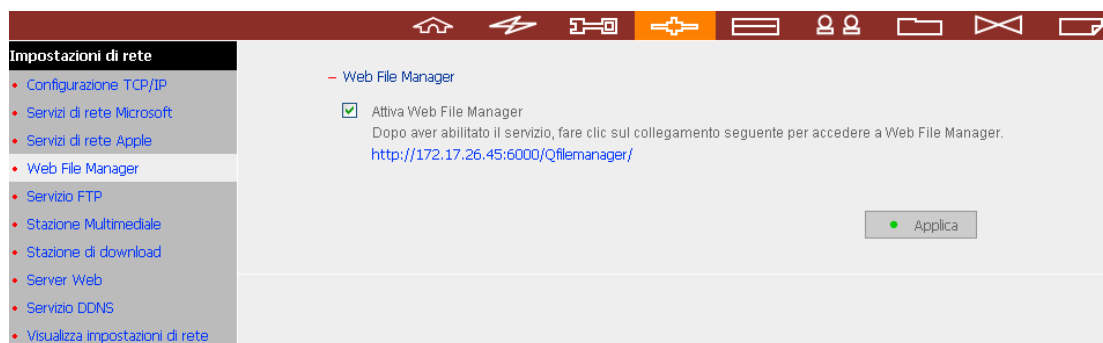 Impostazioni di rete
Configurazione TCP/IP
Servizi di rete Microsoft
Servizi di rete Apple
Web File Manager
Servizio FTP
Stazione Multimediale
Stazione di download
Server Web
Servizio DDNS
Visualizza impostazioni di rete
Web File Manager
Attiva Web File Manager
Dopo aver abilitato il servizio, fare clic sul collegamento seguente per accedere a Web File Manager.
http://172.17.26.45:6000/Qfilemanager/
Applica